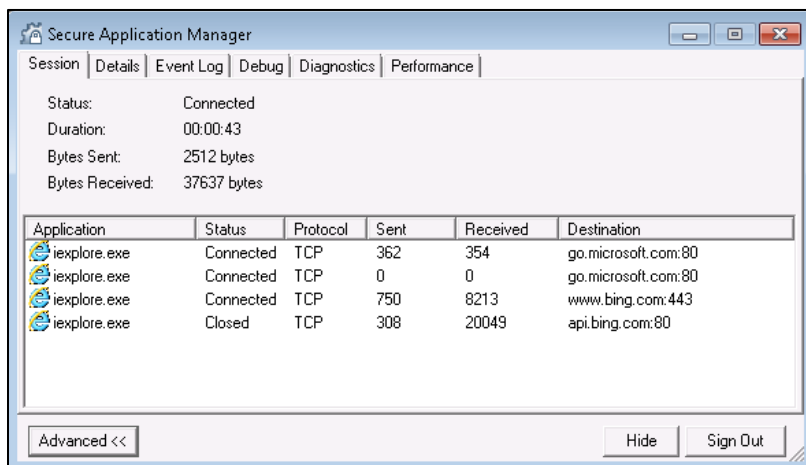 Secure Application Manager
Session Details Event Log Debug Diagnostics Performance
Status: Connected
Duration: 00:00:43
Bytes Sent: 2512 bytes
Bytes Received: 37637 bytes
Application Status Protocol Sent Received Destination
iexplore.exe Connected TCP 362 354 go.microsoft.com:80
iexplore.exe Connected TCP 0 0 go.microsoft.com:80
iexplore.exe Connected TCP 750 8213 www.bing.com:443
iexplore.exe Closed TCP 308 20049 api.bing.com:80
Advanced << Hide Sign Out